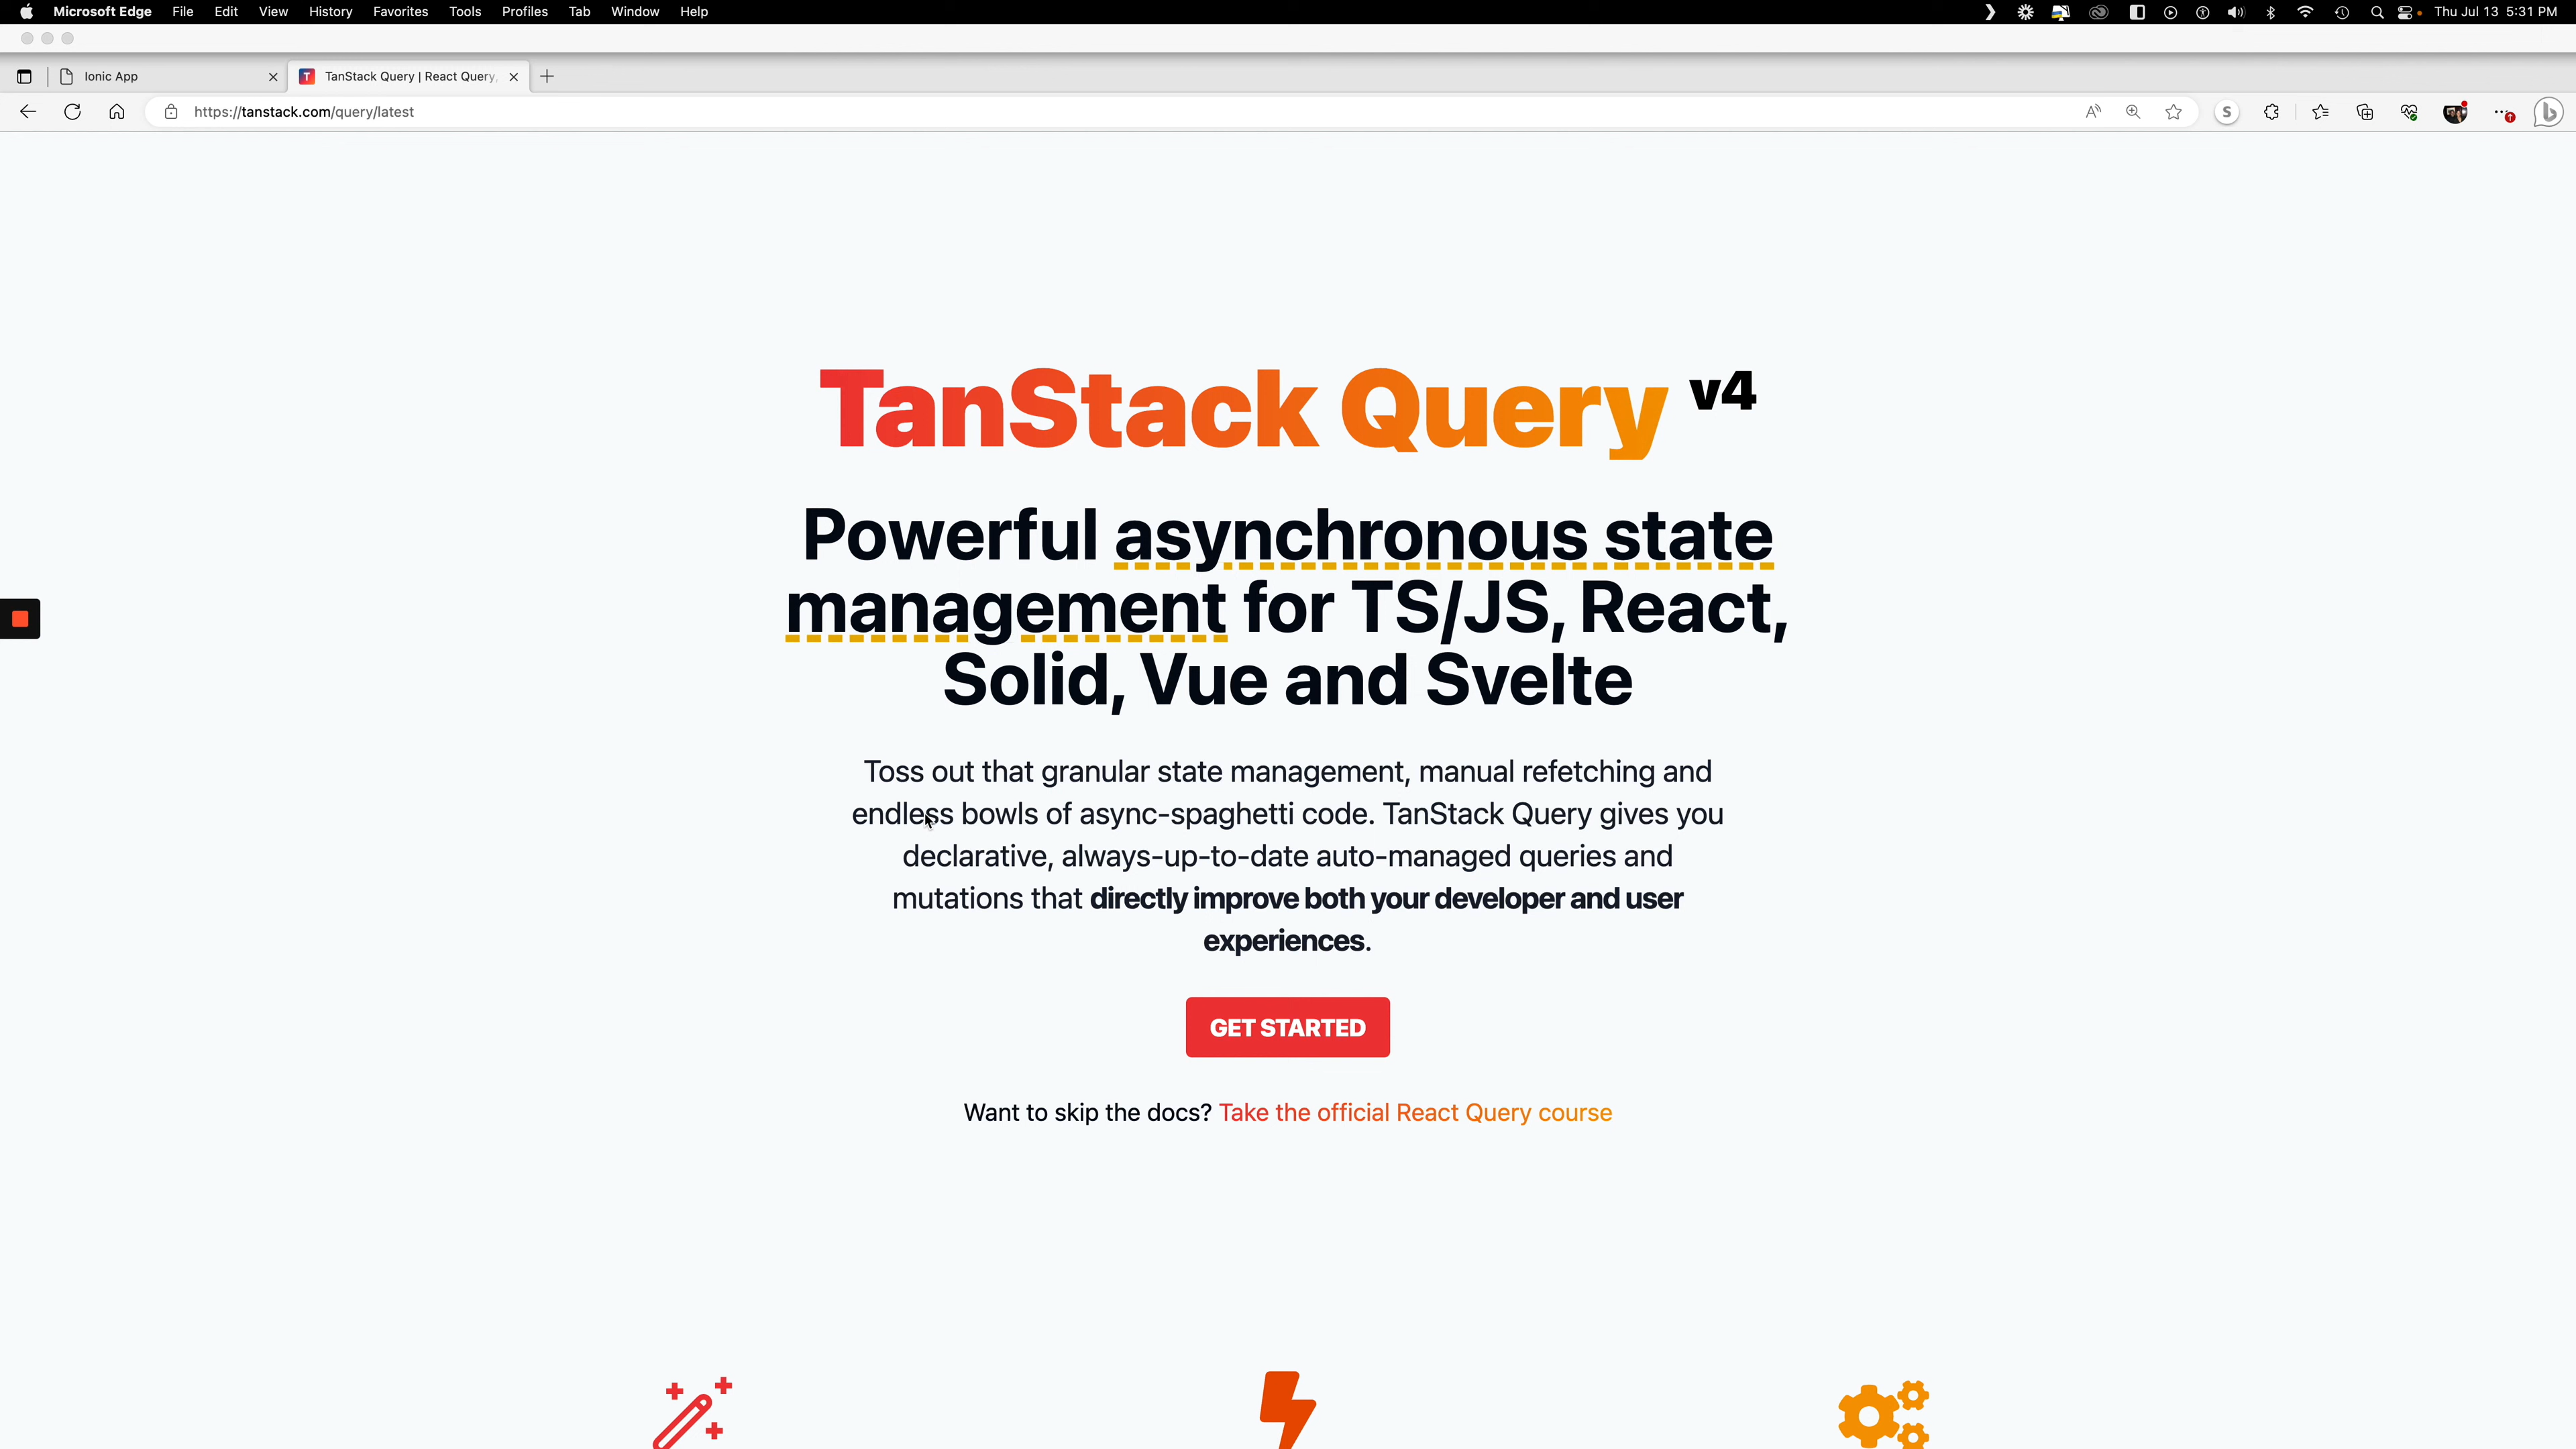 Microsoft Edge File Edit View History Favorites Tools Profiles Tab Window Help Thu Jul 13 5:31 PM
Ionic App TanStack Query | React Query,
https://tanstack.com/query/latest
TanStack Query v4
Powerful asynchronous state
management for TS/JS, React,
Solid, Vue and Svelte
Toss out that granular state management, manual refetching and
endless bowls of async-spaghetti code. TanStack Query gives you
declarative, always-up-to-date auto-managed queries and
mutations that directly improve both your developer and user
experiences.
GET STARTED
Want to skip the docs? Take the official React Query course